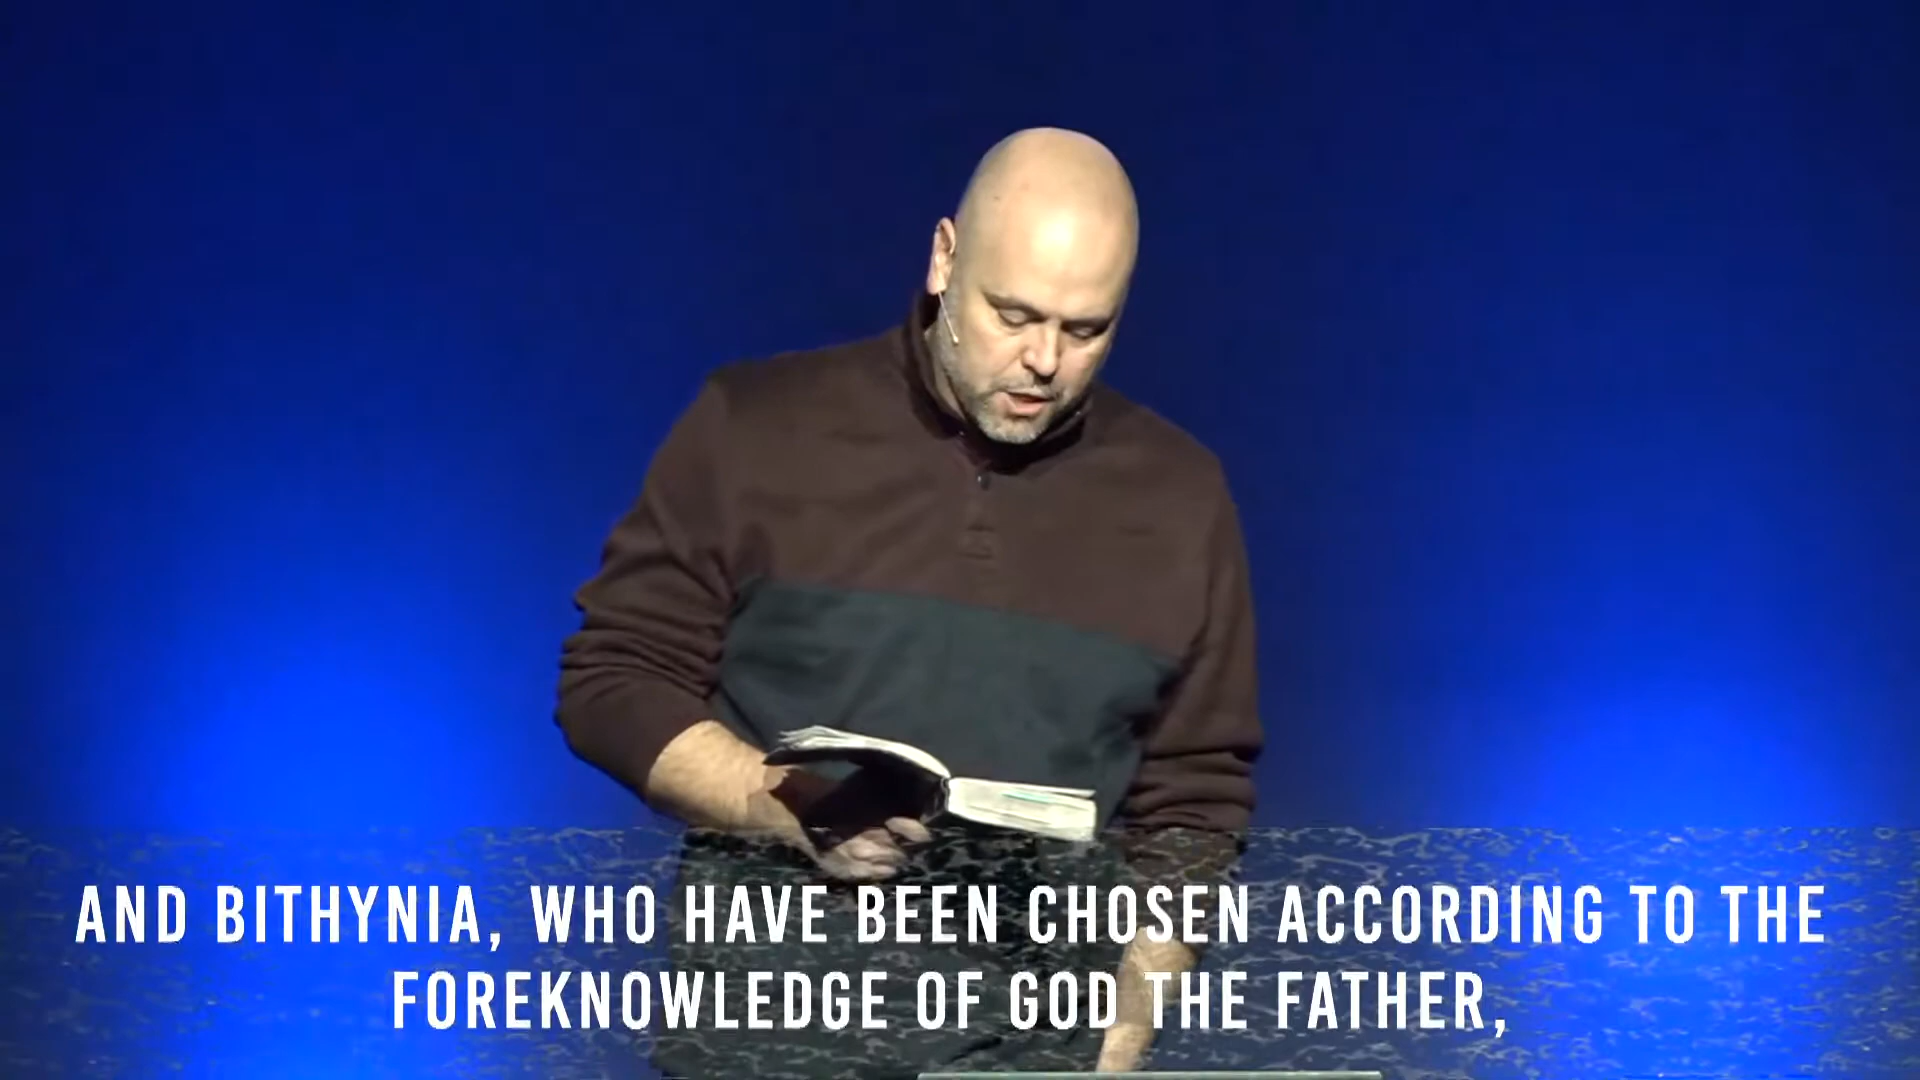 AND BITHYNIA, WHO HAVE BEEN CHOSEN ACCORDING TO THE
FOREKNOWLEDGE OF GOD THE FATHER,